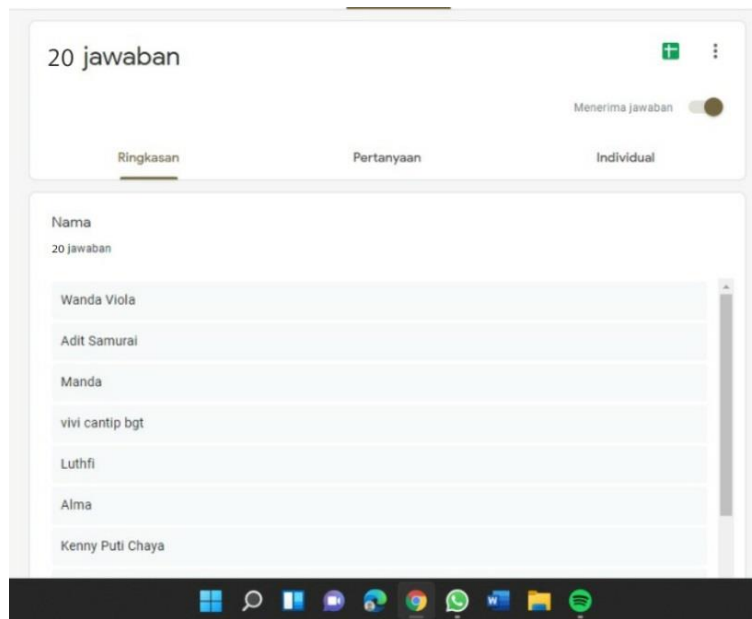 20 jawaban
Menerima jawaban
Ringkasan Pertanyaan Individual
Nama
20 jawaban
Wanda Viola
Adit Samurai
Manda
vivi cantip bgt
Luthfi
Alma
Kenny Puti Chaya